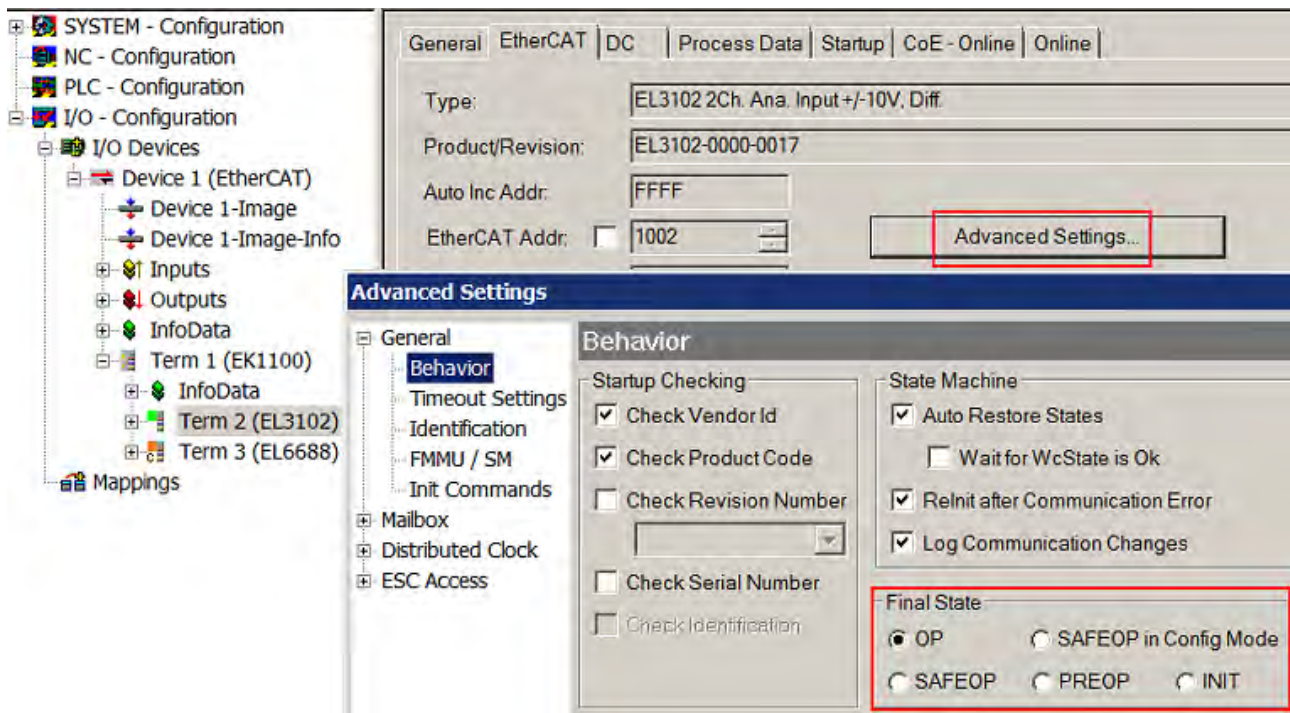 SYSTEM - Configuration
NC - Configuration
PLC - Configuration
I/O - Configuration
I/O Devices
Device 1 (EtherCAT)
Device 1-Image
Device 1-Image-Info
Inputs
Outputs
InfoData
Term 1 (EK1100)
InfoData
Term 2 (EL3102)
Term 3 (EL6688)
Mappings
General EtherCAT DC Process Data Startup CoE - Online Online
Type: EL3102 2Ch. Ana. Input +/-10V, Diff.
Product/Revision: EL3102-0000-0017
Auto Inc Addr: FFFF
EtherCAT Addr: 1002 Advanced Settings...
Advanced Settings
General
Behavior
Timeout Settings
Identification
FMMU / SM
Init Commands
Mailbox
Distributed Clock
ESC Access
Behavior
Startup Checking
Check Vendor Id
Check Product Code
Check Revision Number
Check Serial Number
Check Identification
State Machine
Auto Restore States
Wait for WcState is Ok
ReInit after Communication Error
Log Communication Changes
Final State
OP SAFEOP in Config Mode
SAFEOP PREOP INIT